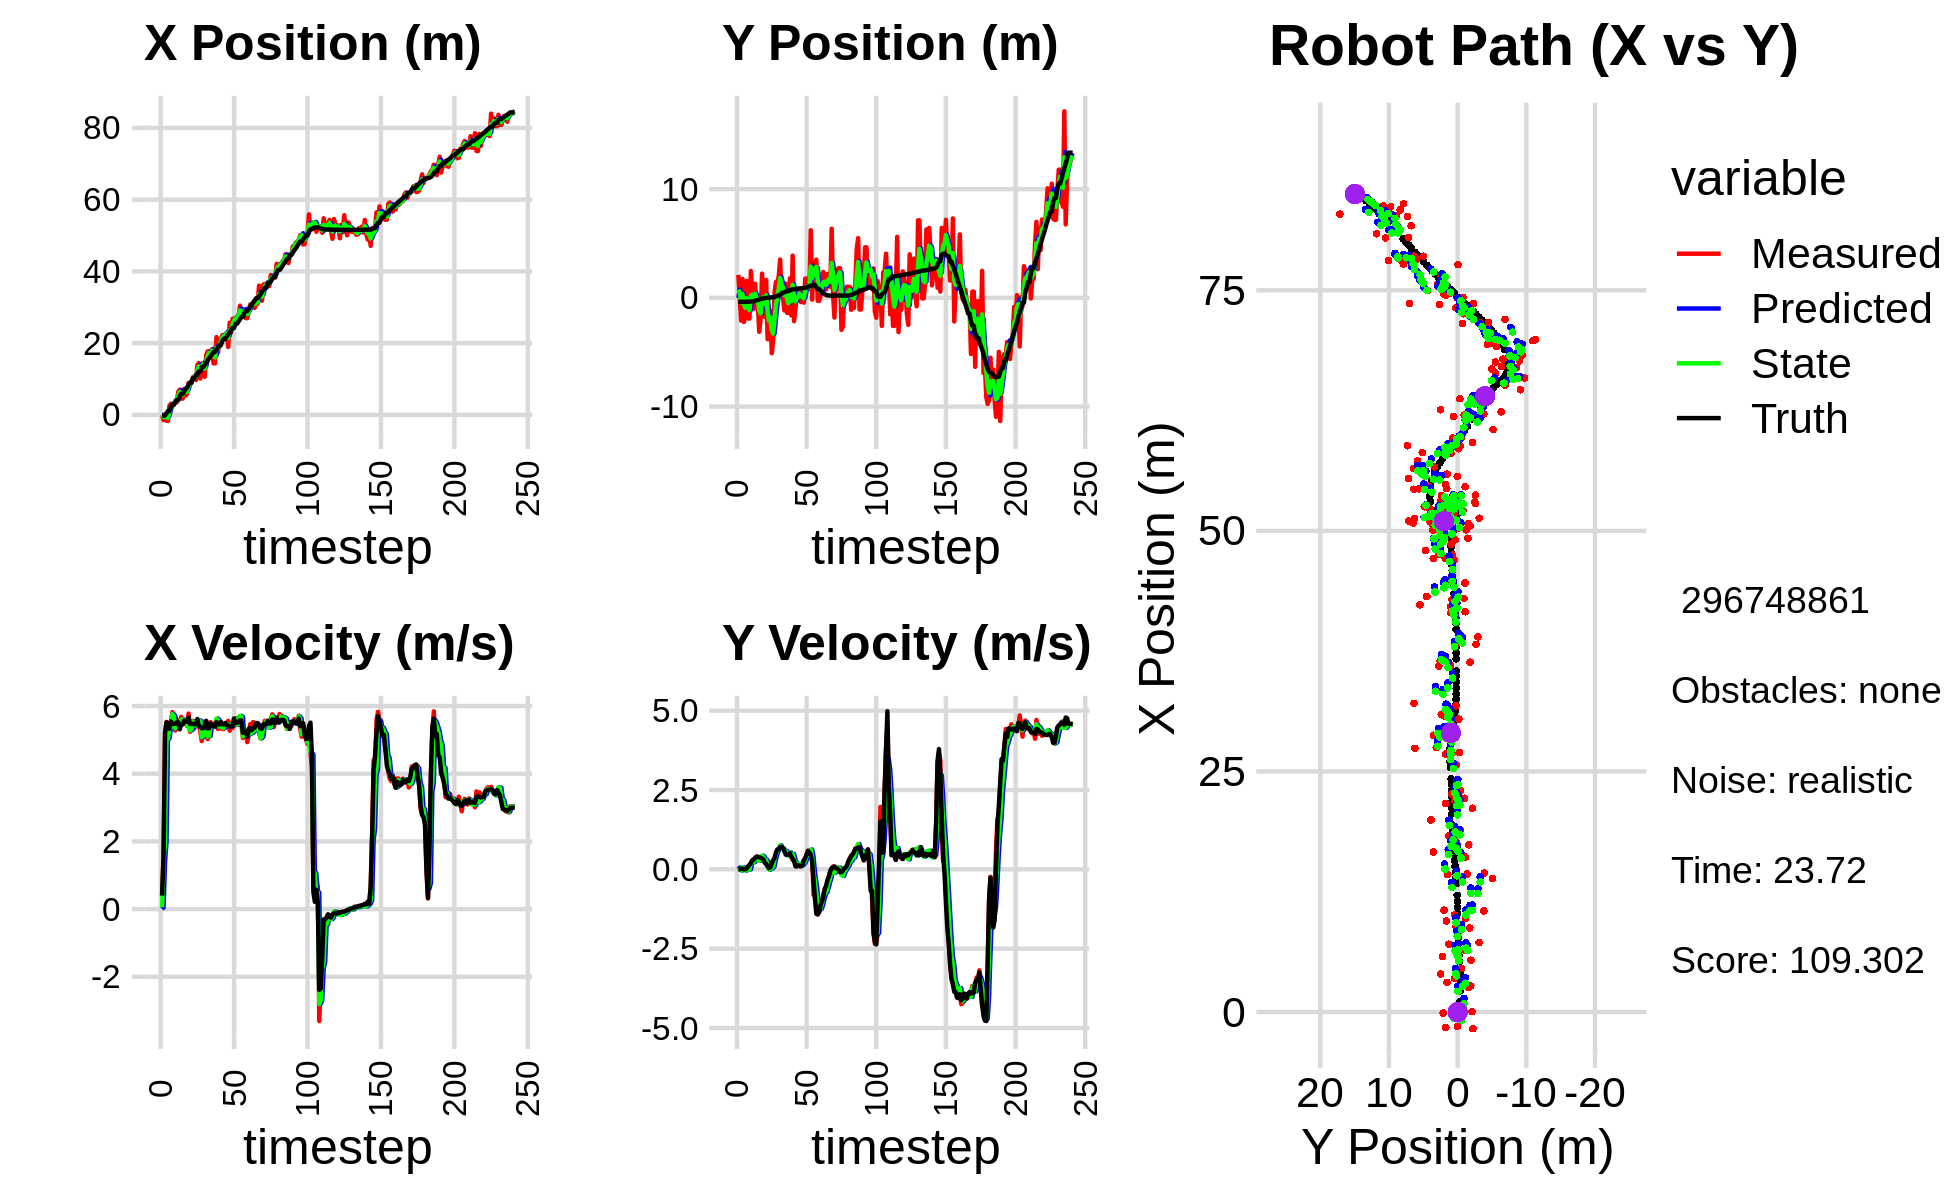 X Position (m)
80
60
40
20
0
0 50 100 150 200 250
timestep
Y Position (m)
10
0
-10
0 50 100 150 200 250
timestep
X Velocity (m/s)
6
4
2
0
-2
0 50 100 150 200 250
timestep
Y Velocity (m/s)
5.0
2.5
0.0
-2.5
-5.0
0 50 100 150 200 250
timestep
Robot Path (X vs Y)
X Position (m)
75
50
25
0
20 10 0 -10 -20
Y Position (m)
variable
Measured
Predicted
State
Truth
296748861
Obstacles: none
Noise: realistic
Time: 23.72
Score: 109.302